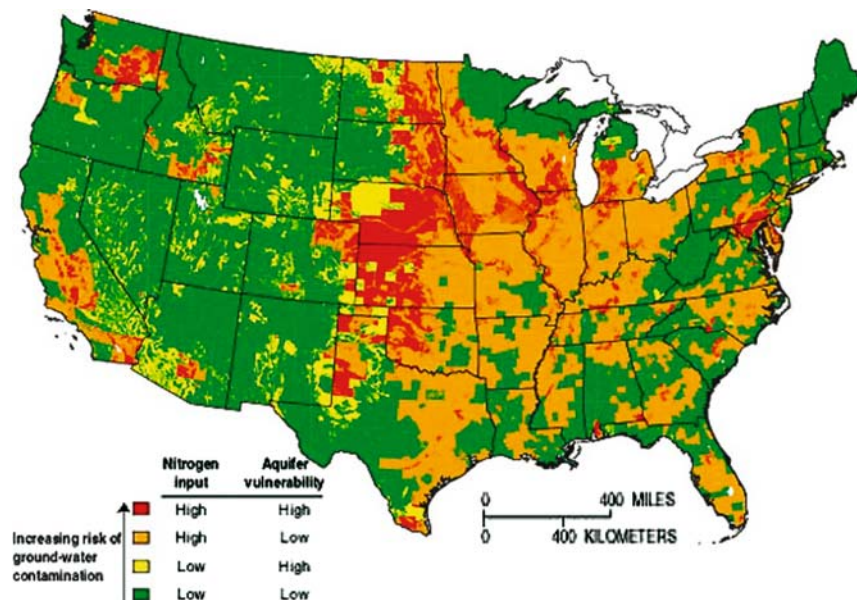 Nitrogen input
Aquifer vulnerability
High High
High Low
Low High
Low Low
Increasing risk of
ground-water
contamination
0 400 MILES
0 400 KILOMETERS